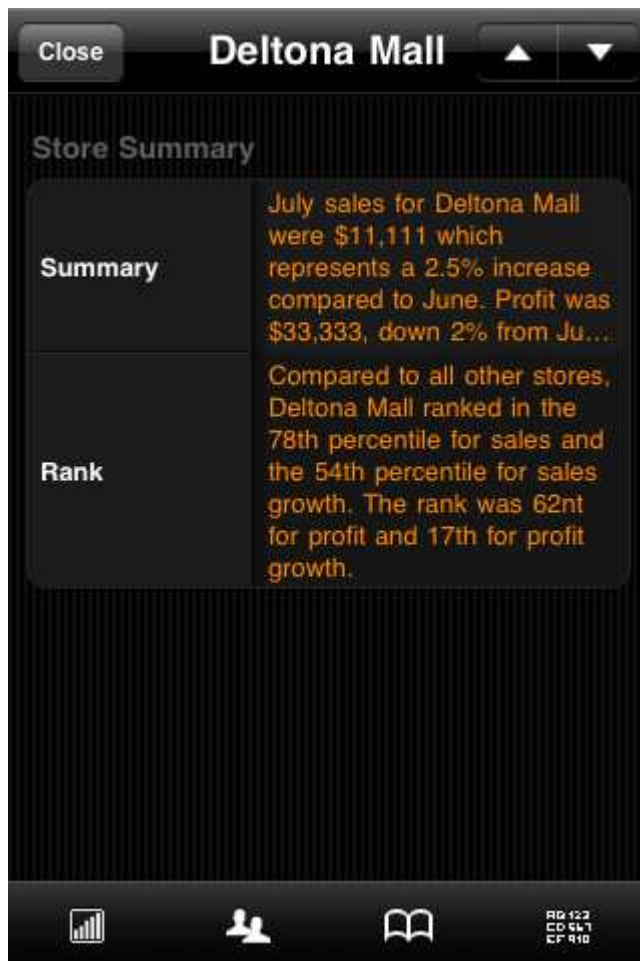 Close
Deltona Mall
Store Summary
Summary
July sales for Deltona Mall
were $11,111 which
represents a 2.5% increase
compared to June. Profit was
$33,333, down 2% from Ju...
Rank
Compared to all other stores,
Deltona Mall ranked in the
78th percentile for sales and
the 54th percentile for sales
growth. The rank was 62nt
for profit and 17th for profit
growth.